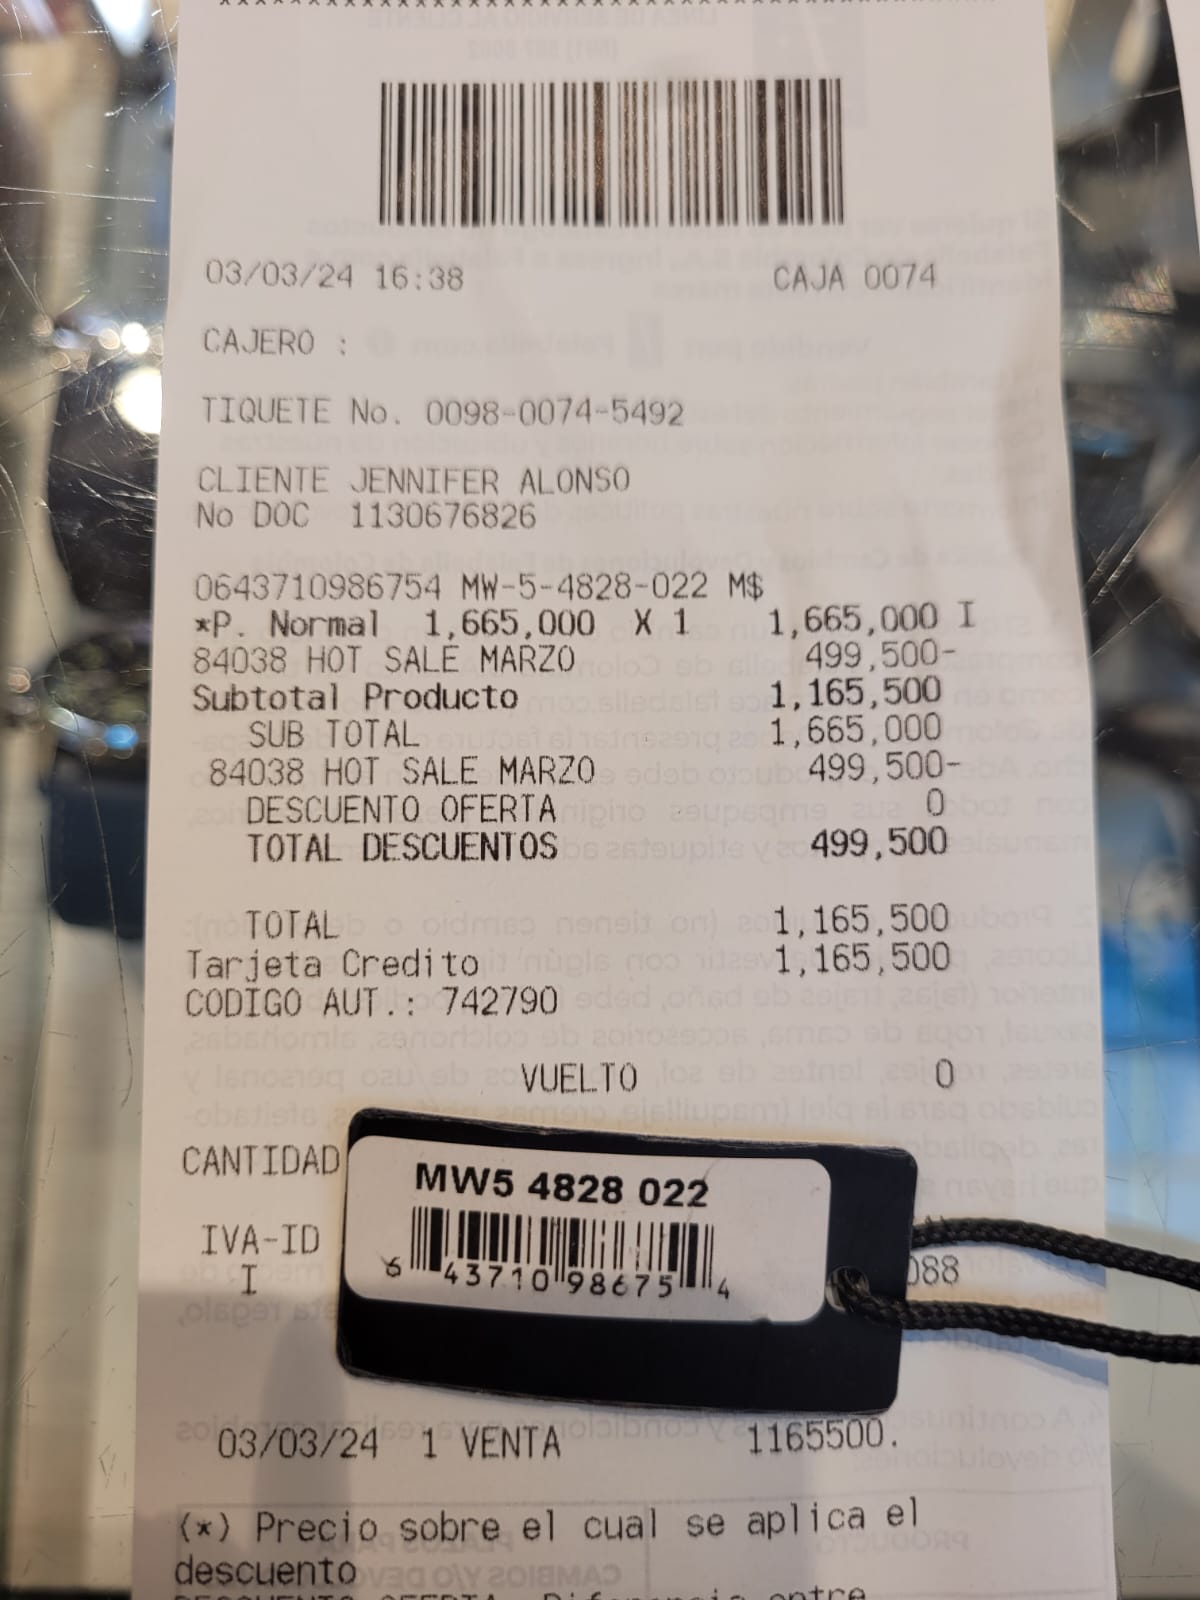 03/03/24 16:38 CAJA 0074
CAJERO :
TIQUETE No. 0098-0074-5492
CLIENTE JENNIFER ALONSO
No DOC 1130676826
0643710986754 MW-5-4828-022 M$
*P. Normal 1,665,000 X 1 1,665,000 I
84038 HOT SALE MARZO 499,500-
Subtotal Producto 1,165,500
SUB TOTAL 1,665,000
84038 HOT SALE MARZO 499,500-
DESCUENTO OFERTA 0
TOTAL DESCUENTOS 499,500
TOTAL 1,165,500
Tarjeta Credito 1,165,500
CODIGO AUT.: 742790
VUELTO 0
CANTIDAD
MW5 4828 022
6 43710 98675 4
IVA-ID
I 088
03/03/24 1 VENTA 1165500.
(*) Precio sobre el cual se aplica el
descuento